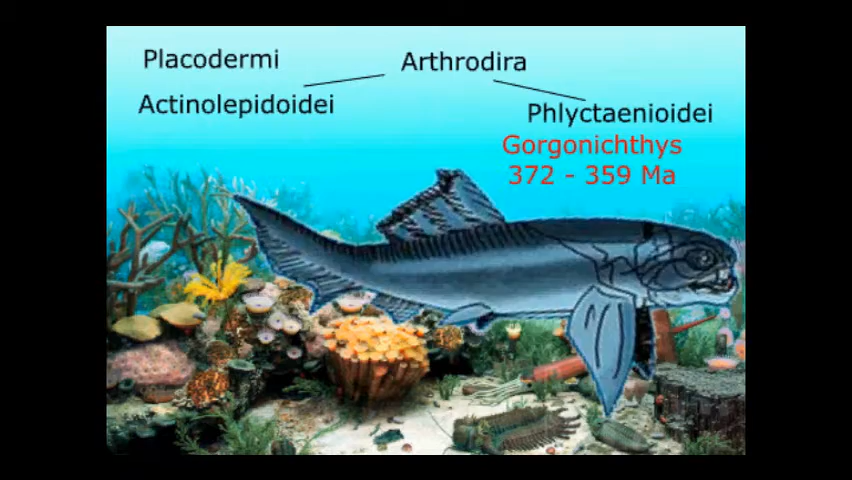 Placodermi
Arthrodira
Actinolepidoidei
Phlyctaenioidei
Gorgonichthys
372 - 359 Ma